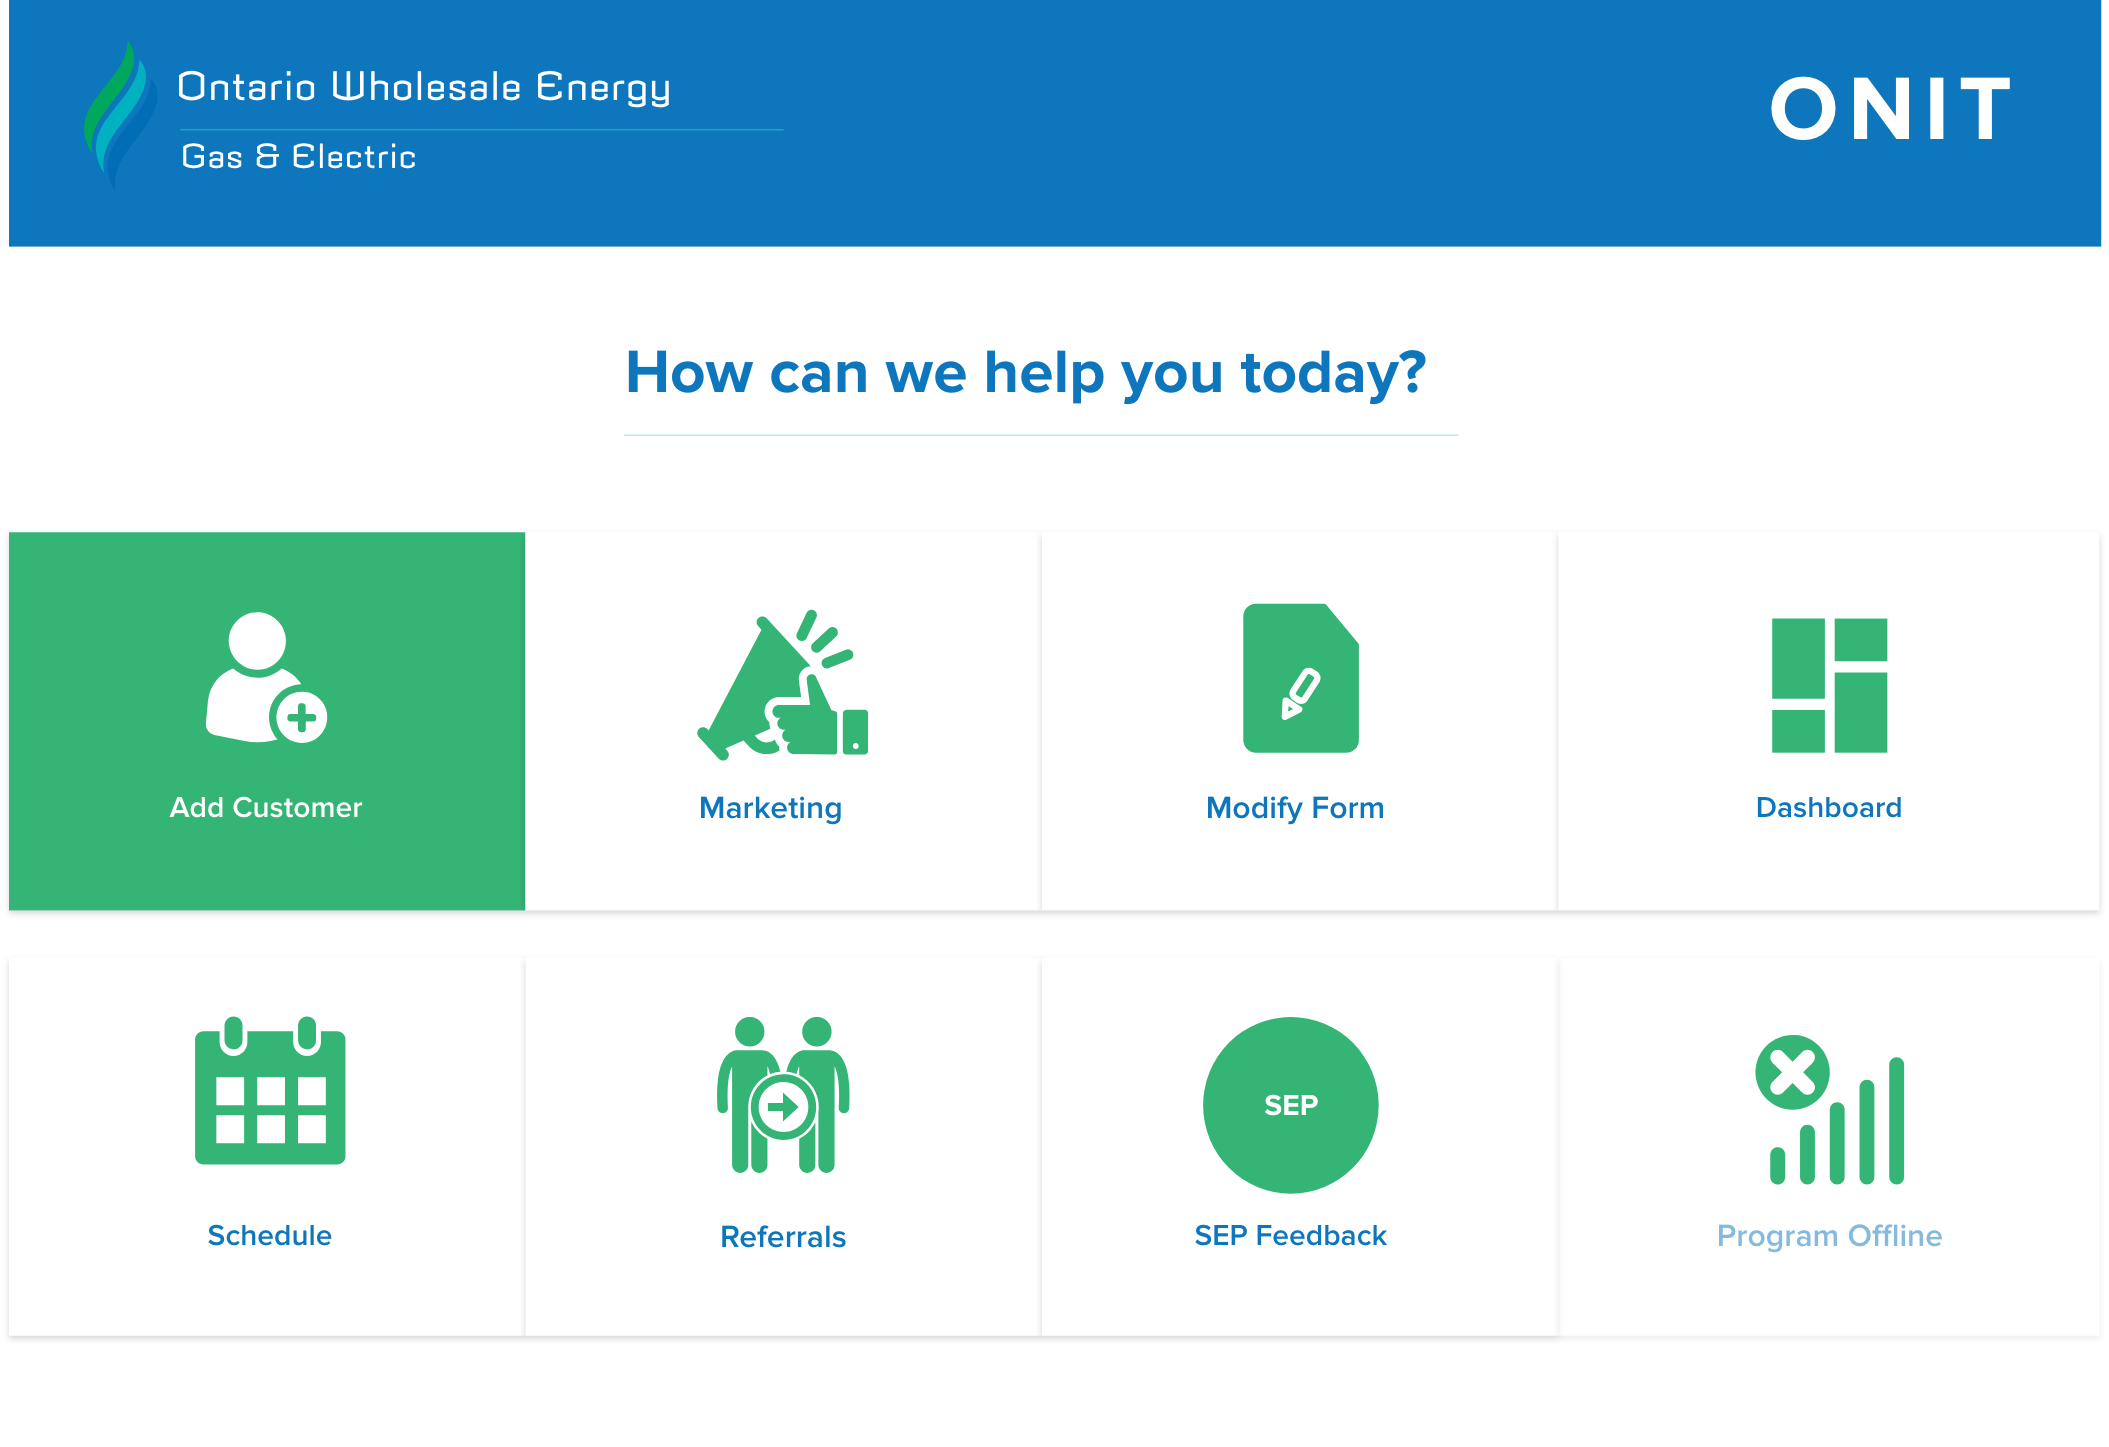 Ontario Wholesale Energy
Gas & Electric
ONIT
How can we help you today?
Add Customer
Marketing
Modify Form
Dashboard
SEP
Schedule
Referrals
SEP Feedback
Program Offline